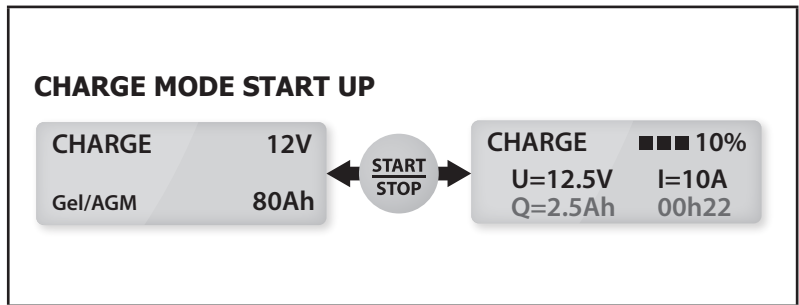 CHARGE MODE START UP
CHARGE 12V
Gel/AGM 80Ah
START
STOP
CHARGE 10%
U=12.5V I=10A
Q=2.5Ah 00h22